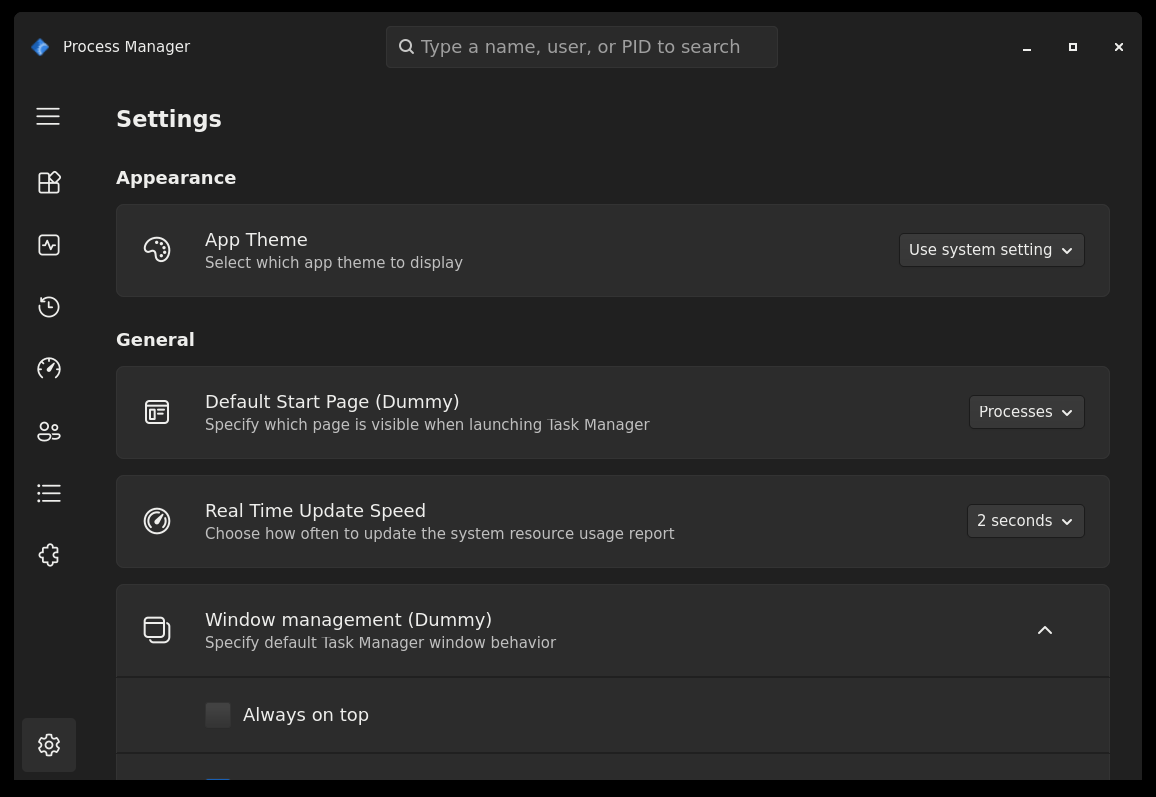 Process Manager
Type a name, user, or PID to search
Settings
Appearance
App Theme
Select which app theme to display
Use system setting
General
Default Start Page (Dummy)
Specify which page is visible when launching Task Manager
Processes
Real Time Update Speed
Choose how often to update the system resource usage report
2 seconds
Window management (Dummy)
Specify default Task Manager window behavior
Always on top